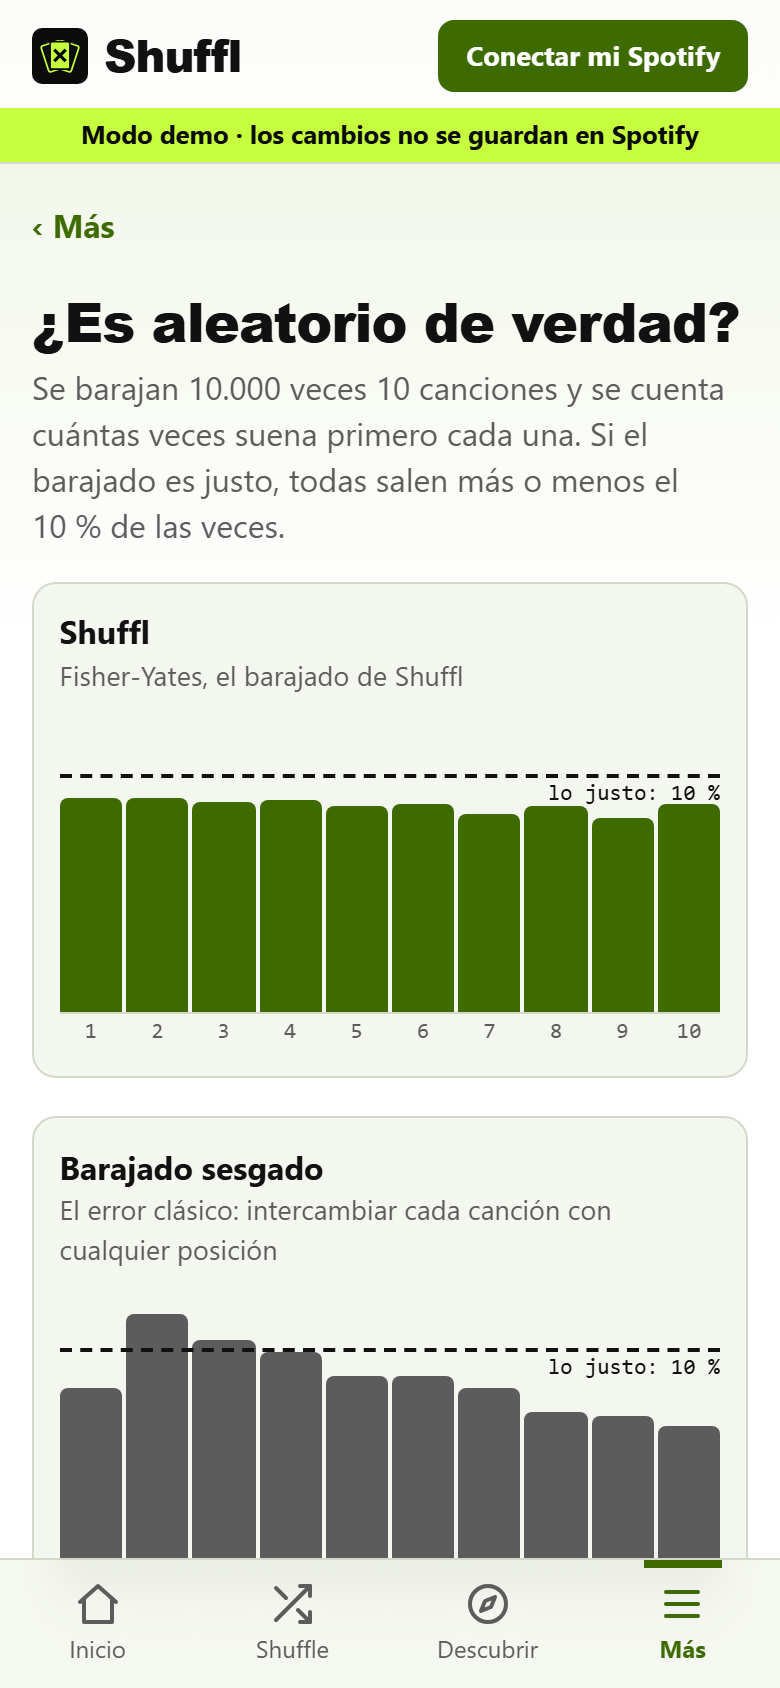 Shuffl
Conectar mi Spotify
Modo demo · los cambios no se guardan en Spotify
‹ Más
¿Es aleatorio de verdad?
Se barajan 10.000 veces 10 canciones y se cuenta
cuántas veces suena primero cada una. Si el
barajado es justo, todas salen más o menos el
10 % de las veces.
Shuffl
Fisher-Yates, el barajado de Shuffl
lo justo: 10 %
1 2 3 4 5 6 7 8 9 10
Barajado sesgado
El error clásico: intercambiar cada canción con
cualquier posición
lo justo: 10 %
Inicio Shuffle Descubrir Más